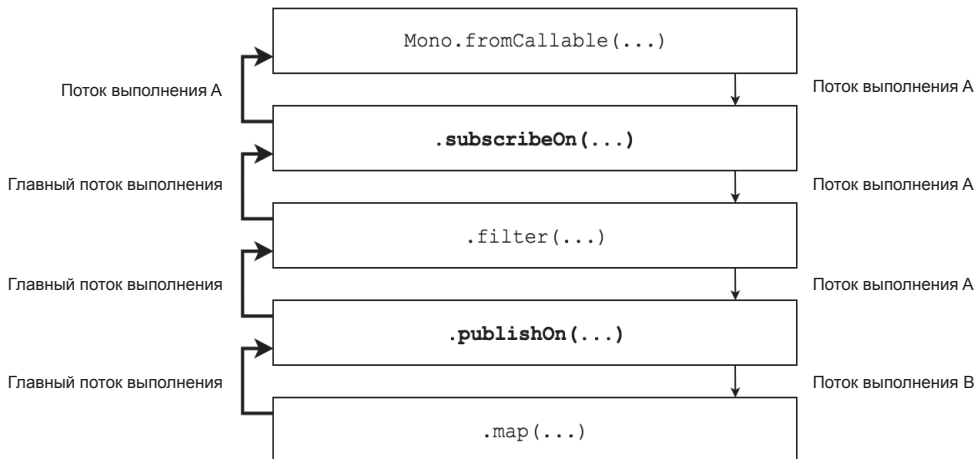 Mono.fromCallable(...)
Поток выполнения A
Поток выполнения A
.subscribeOn(...)
Главный поток выполнения
Поток выполнения A
.filter(...)
Главный поток выполнения
Поток выполнения A
.publishOn(...)
Главный поток выполнения
Поток выполнения B
.map(...)